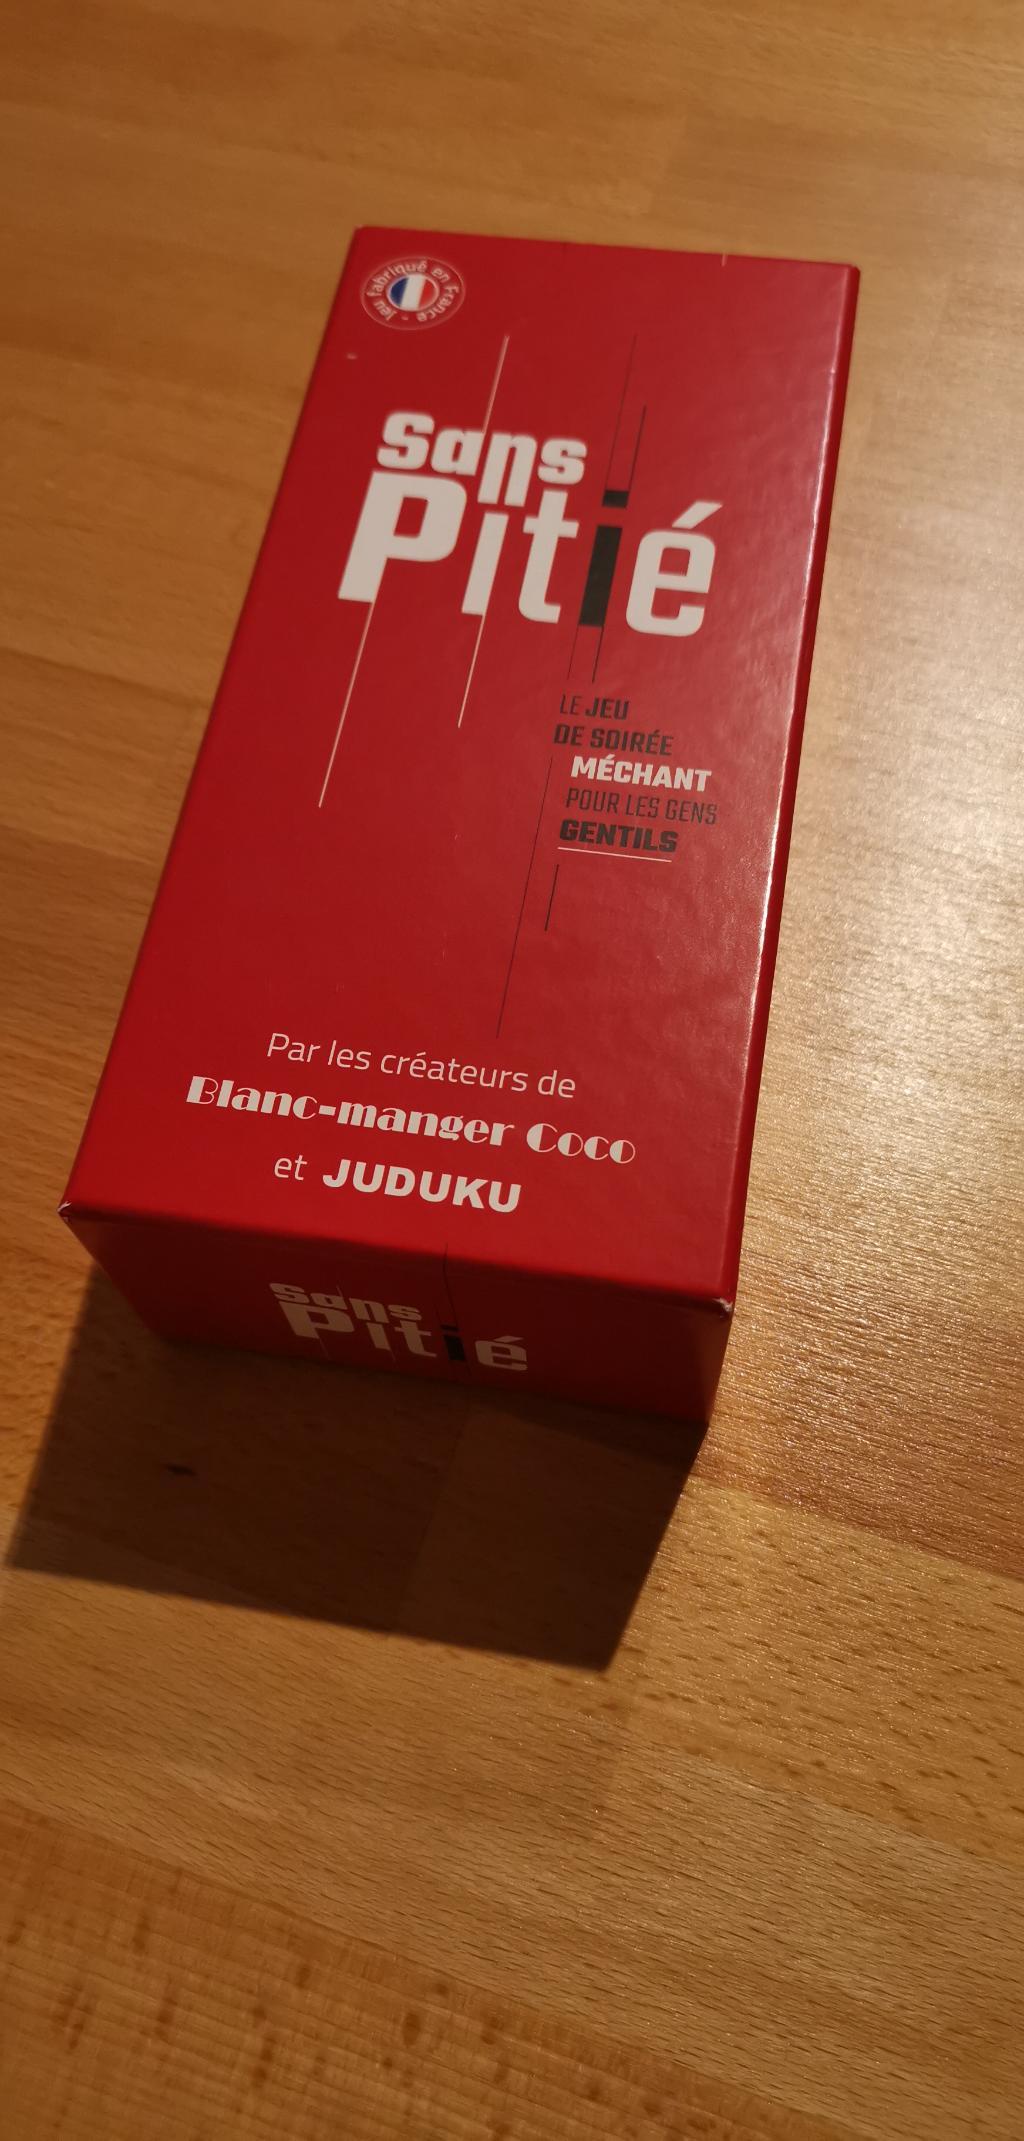 jeu fabriqué en France -
Sans
Pitié
LE JEU
DE SOIRÉE
MÉCHANT
POUR LES GENS
GENTILS
Par les créateurs de
Blanc-manger Coco
et JUDUKU
Sans
Pitié